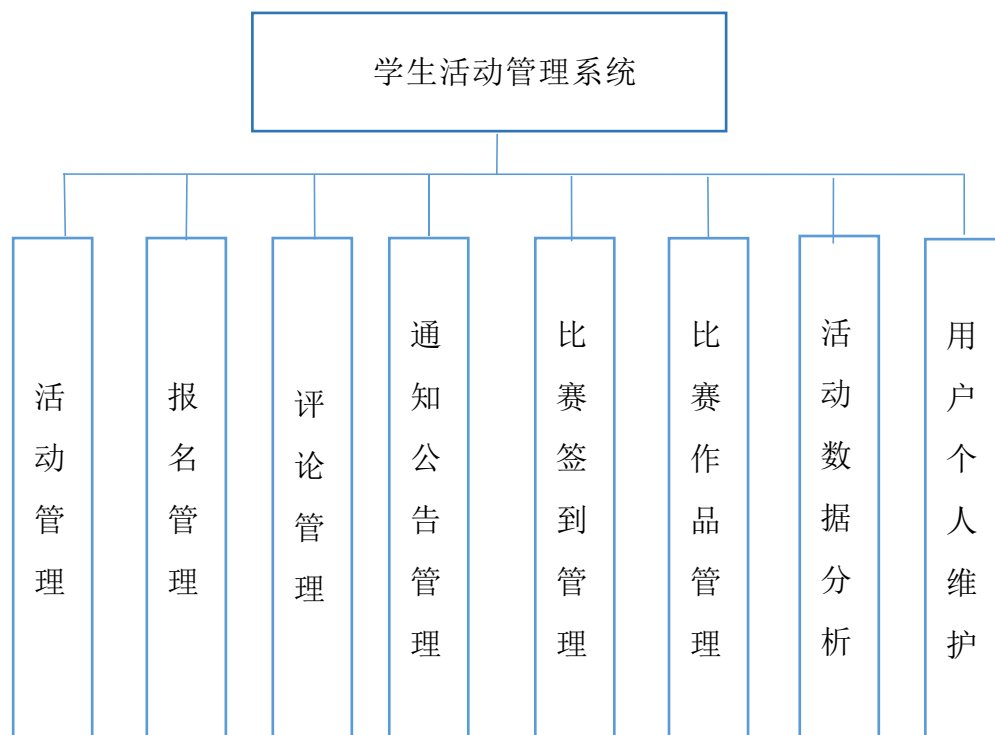 学生活动管理系统
活动管理
报名管理
评论管理
通知公告管理
比赛签到管理
比赛作品管理
活动数据分析
用户个人维护